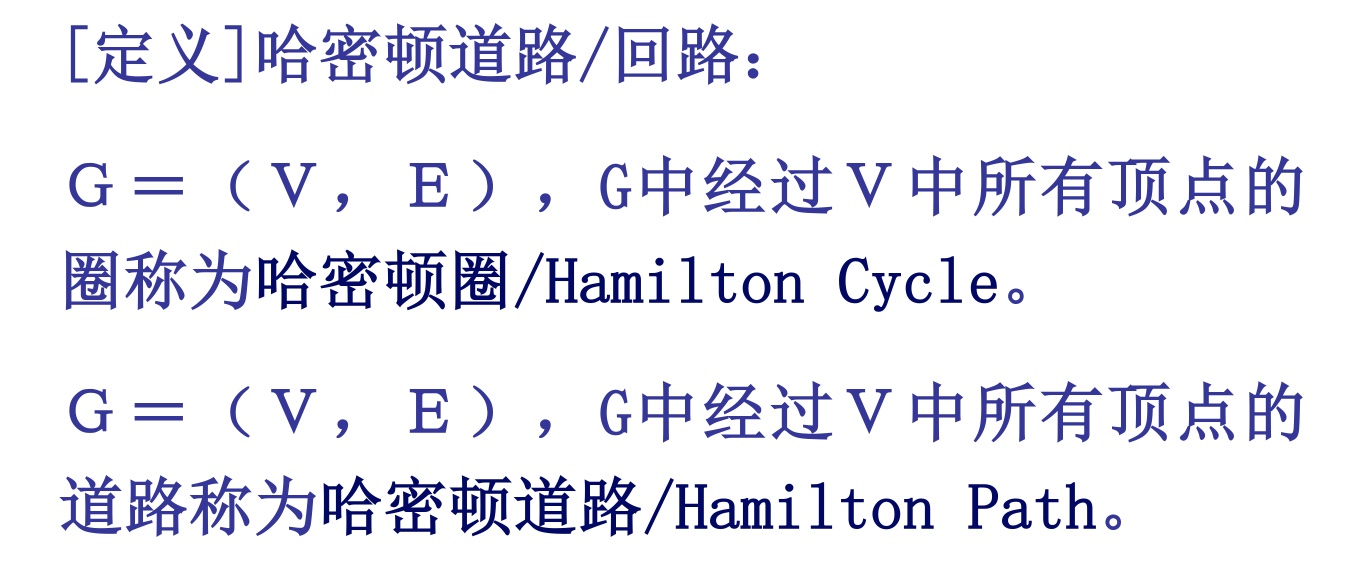 [定义]哈密顿道路/回路:
G=(V,E),G中经过V中所有顶点的
圈称为哈密顿圈/Hamilton Cycle。
G=(V,E),G中经过V中所有顶点的
道路称为哈密顿道路/Hamilton Path。